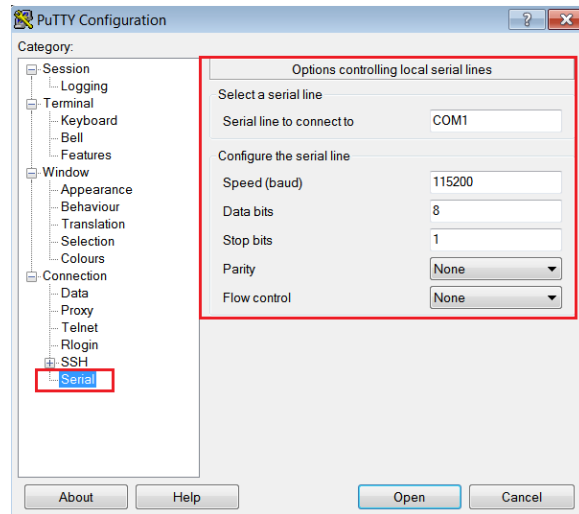 PuTTY Configuration
Category:
Session
Logging
Terminal
Keyboard
Bell
Features
Window
Appearance
Behaviour
Translation
Selection
Colours
Connection
Data
Proxy
Telnet
Rlogin
SSH
Serial
Options controlling local serial lines
Select a serial line
Serial line to connect to COM1
Configure the serial line
Speed (baud) 115200
Data bits 8
Stop bits 1
Parity None
Flow control None
About Help Open Cancel